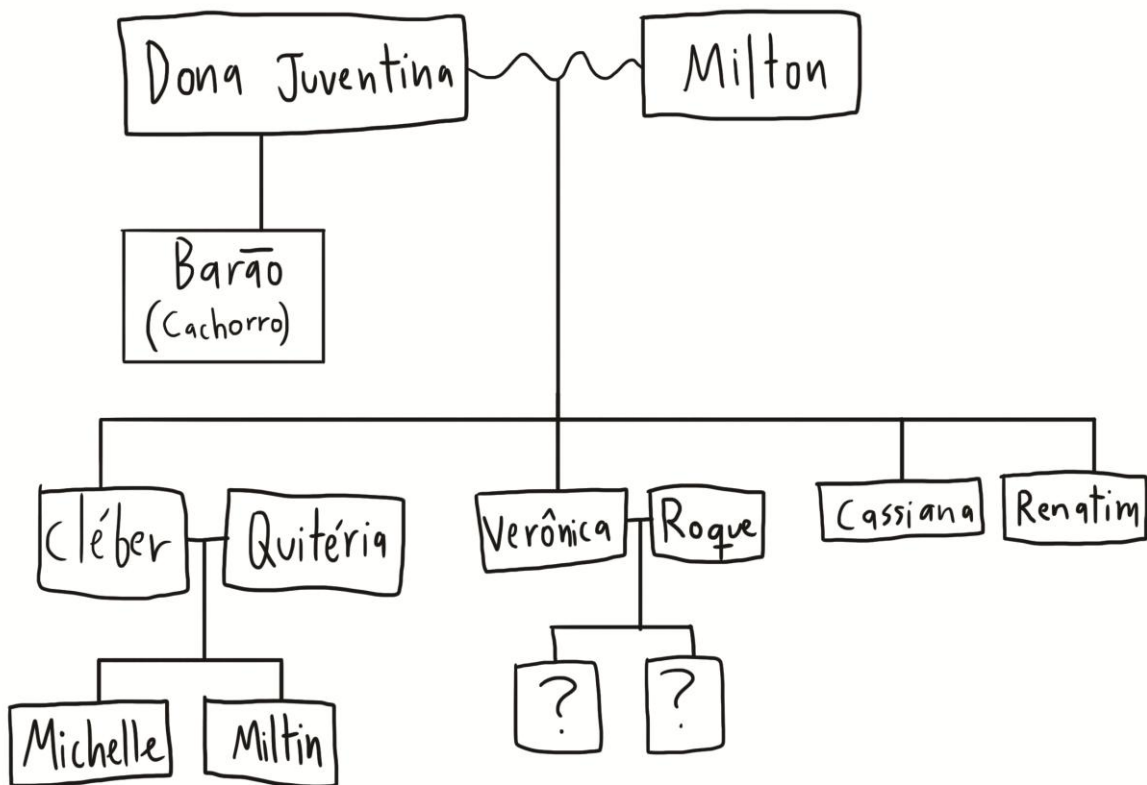 Dona Juventina
Milton
Barão
(Cachorro)
Cléber
Quitéria
Verônica
Roque
Cassiana
Renatim
?
?
Michelle
Miltin